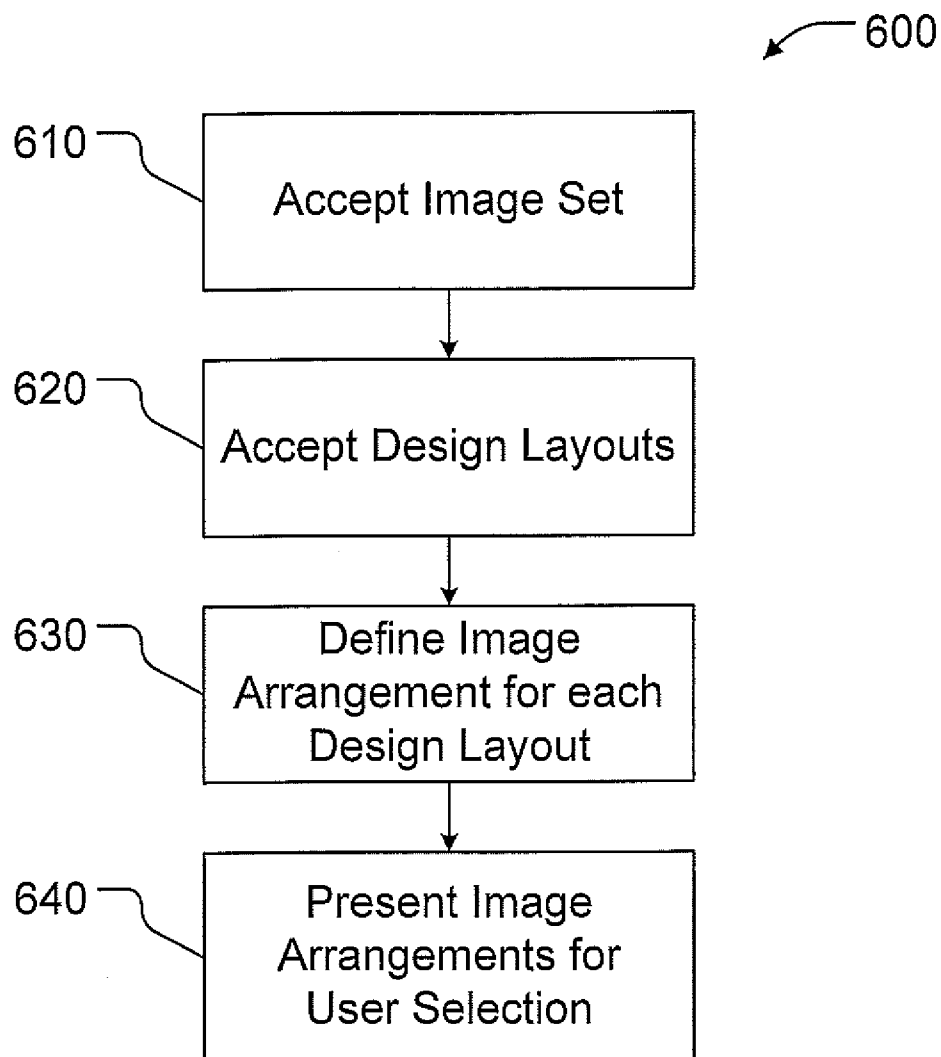 600
610
Accept Image Set
620
Accept Design Layouts
630
Define Image
Arrangement for each
Design Layout
640
Present Image
Arrangements for
User Selection